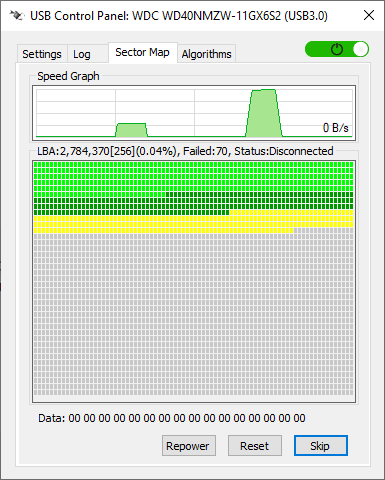 USB Control Panel: WDC WD40NMZW-11GX6S2 (USB3.0)
Settings Log Sector Map Algorithms
Speed Graph
0 B/s
LBA:2,784,370[256](0.04%), Failed:70, Status:Disconnected
Data: 00 00 00 00 00 00 00 00 00 00 00 00 00 00 00 00
Repower Reset Skip